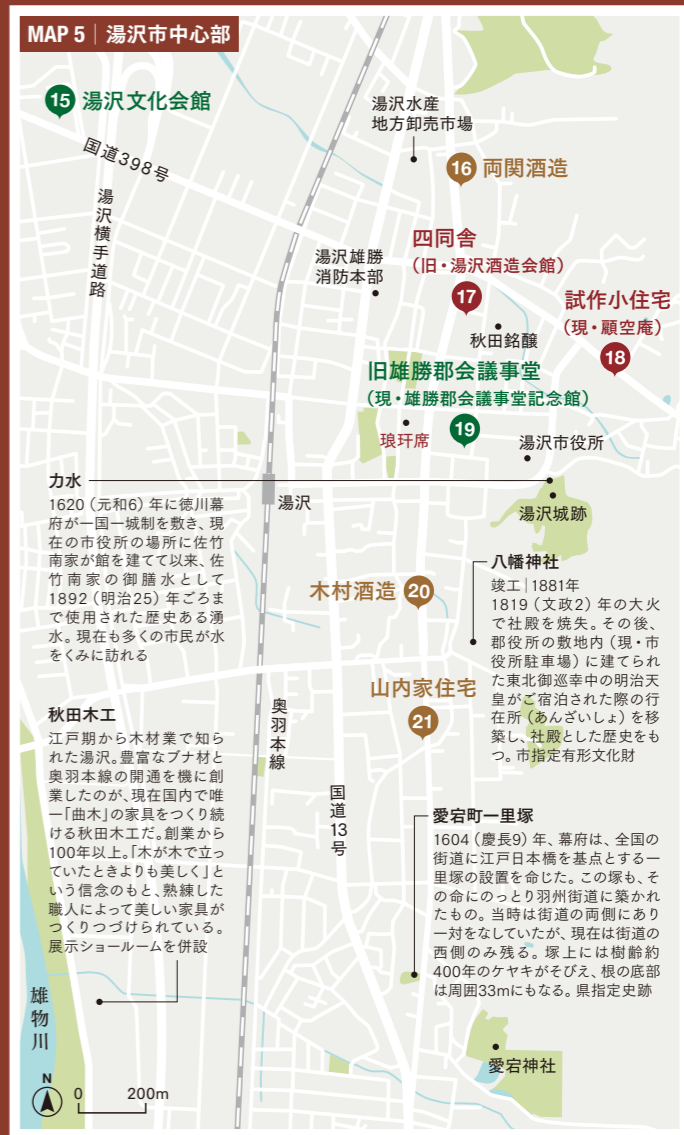 MAP 5｜湯沢市中心部
15 湯沢文化会館
国道398号
湯沢横手道路
湯沢水産
地方卸売市場
16 両関酒造
湯沢雄勝
消防本部
四同舎
（旧・湯沢酒造会館）
17
秋田銘醸
試作小住宅
（現・顧空庵）
18
旧雄勝郡会議事堂
（現・雄勝郡会議事堂記念館）
19
琅玕席
湯沢市役所
湯沢城跡
湯沢
力水
1620（元和6）年に徳川幕
府が一国一城制を敷き、現
在の市役所の場所に佐竹
南家が館を建てて以来、佐
竹南家の御膳水として
1892（明治25）年ごろま
で使用された歴史ある湧
水。現在も多くの市民が水
をくみに訪れる
木村酒造 20
八幡神社
竣工｜1881年
1819（文政2）年の大火
で社殿を焼失。その後、
郡役所の敷地内（現・市
役所駐車場）に建てられ
た東北御巡幸中の明治天
皇がご宿泊された際の行
在所（あんざいしょ）を移
築し、社殿とした歴史をも
つ。市指定有形文化財
山内家住宅
21
奥羽本線
国道13号
秋田木工
江戸期から木材業で知ら
れた湯沢。豊富なブナ材と
奥羽本線の開通を機に創
業したのが、現在国内で唯
一「曲木」の家具をつくり続
ける秋田木工だ。創業から
100年以上。「木が木で立っ
ていたときよりも美しく」と
いう信念のもと、熟練した
職人によって美しい家具が
つくりつづけられている。
展示ショールームを併設
愛宕町一里塚
1604（慶長9）年、幕府は、全国の
街道に江戸日本橋を基点とする一
里塚の設置を命じた。この塚も、そ
の命にのっとり羽州街道に築かれ
たもの。当時は街道の両側にあり
一対をなしていたが、現在は街道の
西側のみ残る。塚上には樹齢約
400年のケヤキがそびえ、根の底部
は周囲33mにもなる。県指定史跡
愛宕神社
雄物川
N
0 200m